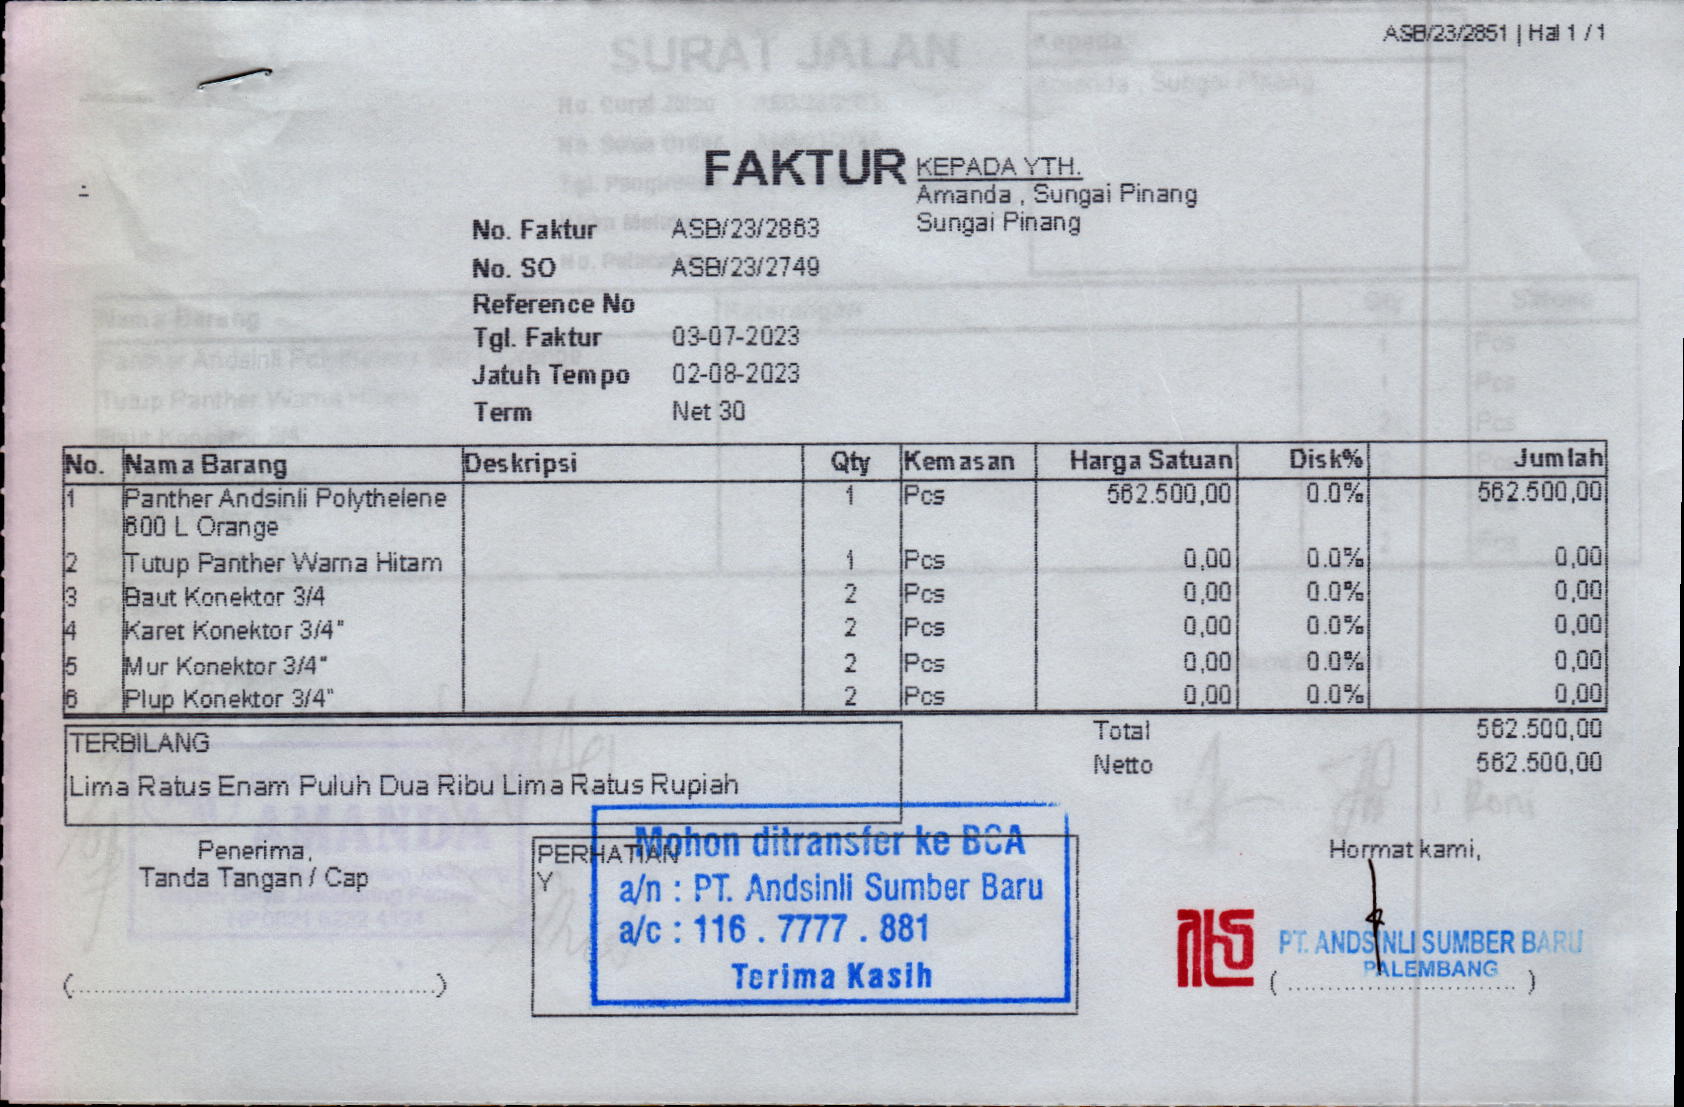 ASB/23/2851 | Hal 1 / 1
SURAT JALAN
Kepada
Amanda , Sungai Pinang
FAKTUR
KEPADA YTH.
Amanda , Sungai Pinang
Sungai Pinang
No. Faktur ASB/23/2863
No. SO ASB/23/2749
Reference No
Tgl. Faktur 03-07-2023
Jatuh Tempo 02-08-2023
Term Net 30
No. Nama Barang Deskripsi Qty Kemasan Harga Satuan Disk% Jumlah
1 Panther Andsinli Polythelene 1 Pcs 562.500,00 0.0% 562.500,00
600 L Orange
2 Tutup Panther Warna Hitam 1 Pcs 0,00 0.0% 0,00
3 Baut Konektor 3/4 2 Pcs 0,00 0.0% 0,00
4 Karet Konektor 3/4" 2 Pcs 0,00 0.0% 0,00
5 Mur Konektor 3/4" 2 Pcs 0,00 0.0% 0,00
6 Plup Konektor 3/4" 2 Pcs 0,00 0.0% 0,00
Total 562.500,00
Netto 562.500,00
TERBILANG
Lima Ratus Enam Puluh Dua Ribu Lima Ratus Rupiah
AMANDA
Roni
Penerima,
Tanda Tangan / Cap
PERHATIAN
Y
Mohon ditransfer ke BCA
a/n : PT. Andsinli Sumber Baru
a/c : 116 . 7777 . 881
Terima Kasih
Hormat kami,
PT. ANDSINLI SUMBER BARU
PALEMBANG
(..........................................)
( ............................ )